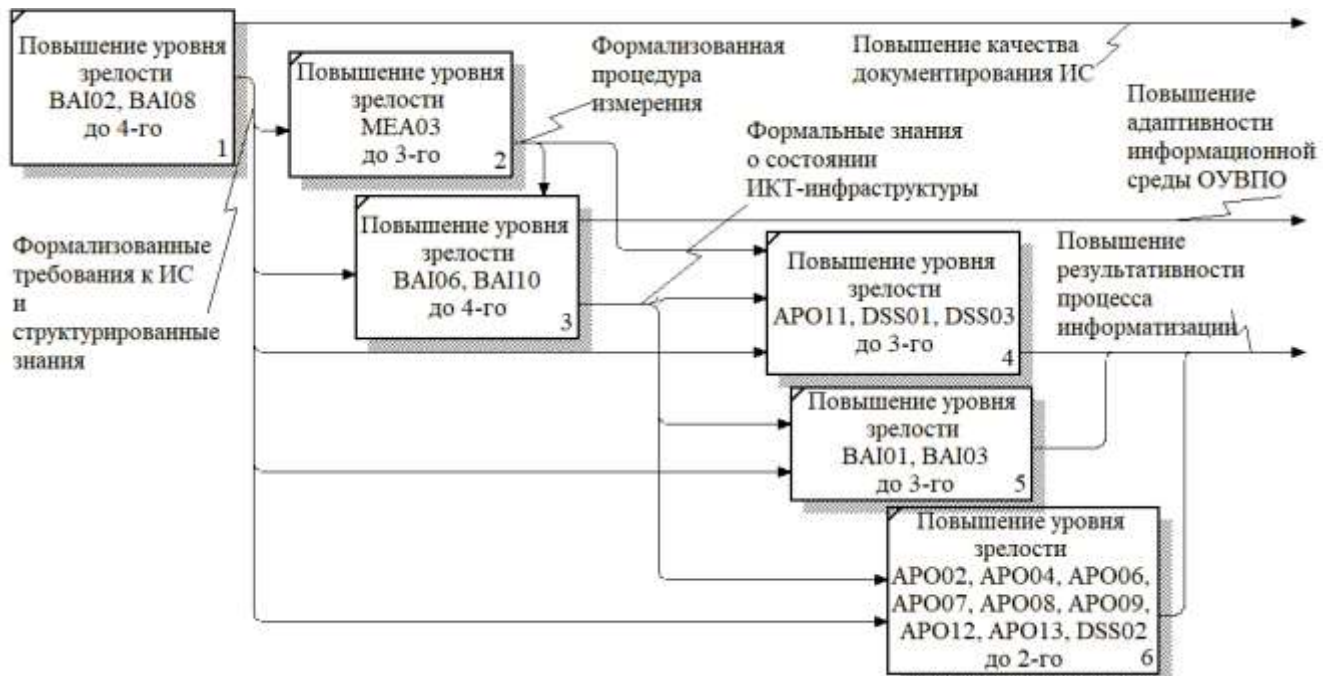 Повышение уровня
зрелости
BAI02, BAI08
до 4-го
1
Повышение уровня
зрелости
MEA03
до 3-го
2
Формализованная
процедура
измерения
Повышение качества
документирования ИС
Повышение
адаптивности
информационной
среды ОУВПО
Формальные знания
о состоянии
ИКТ-инфраструктуры
Повышение уровня
зрелости
BAI06, BAI10
до 4-го
3
Формализованные
требования к ИС
и
структурированные
знания
Повышение уровня
зрелости
APO11, DSS01, DSS03
до 3-го
4
Повышение
результативности
процесса
информатизации
Повышение уровня
зрелости
BAI01, BAI03
до 3-го
5
Повышение уровня
зрелости
APO02, APO04, APO06,
APO07, APO08, APO09,
APO12, APO13, DSS02
до 2-го
6